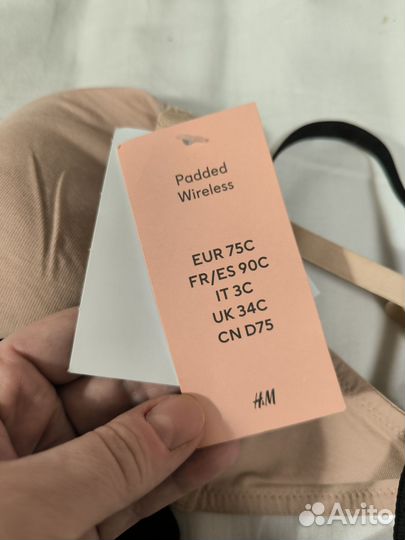 Padded
Wireless
EUR 75C
FR/ES 90C
IT 3C
UK 34C
CN D75
H&M
Avito